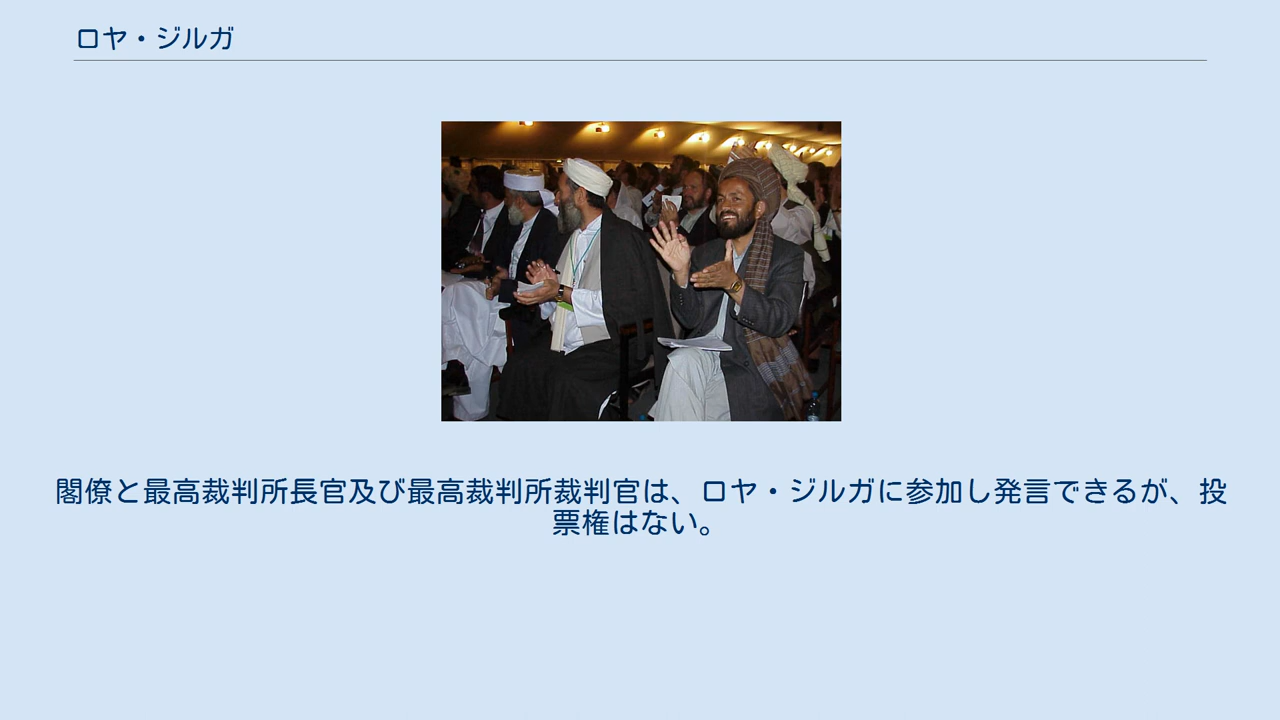 ロヤ・ジルガ
閣僚と最高裁判所長官及び最高裁判所裁判官は、ロヤ・ジルガに参加し発言できるが、投
票権はない。